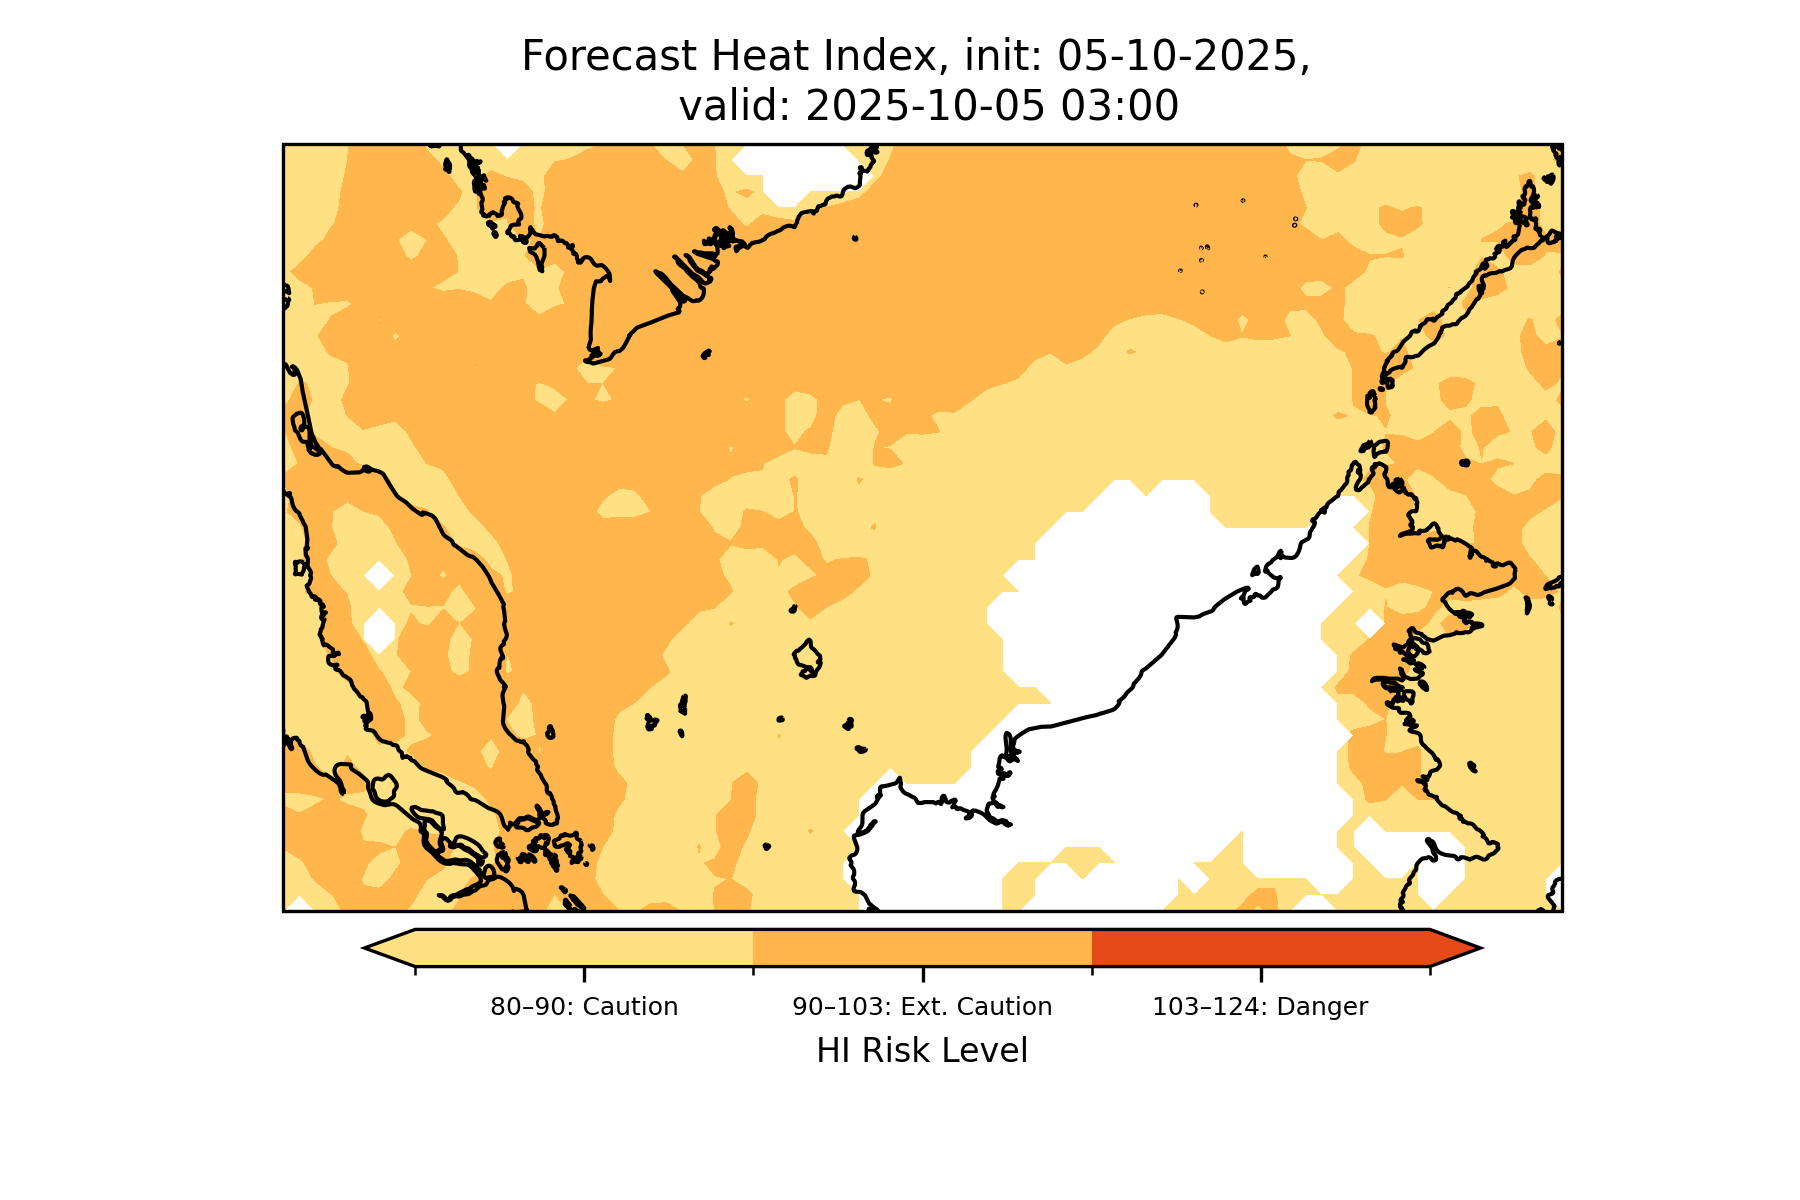 Forecast Heat Index, init: 05-10-2025,
valid: 2025-10-05 03:00
80–90: Caution
90–103: Ext. Caution
103–124: Danger
HI Risk Level